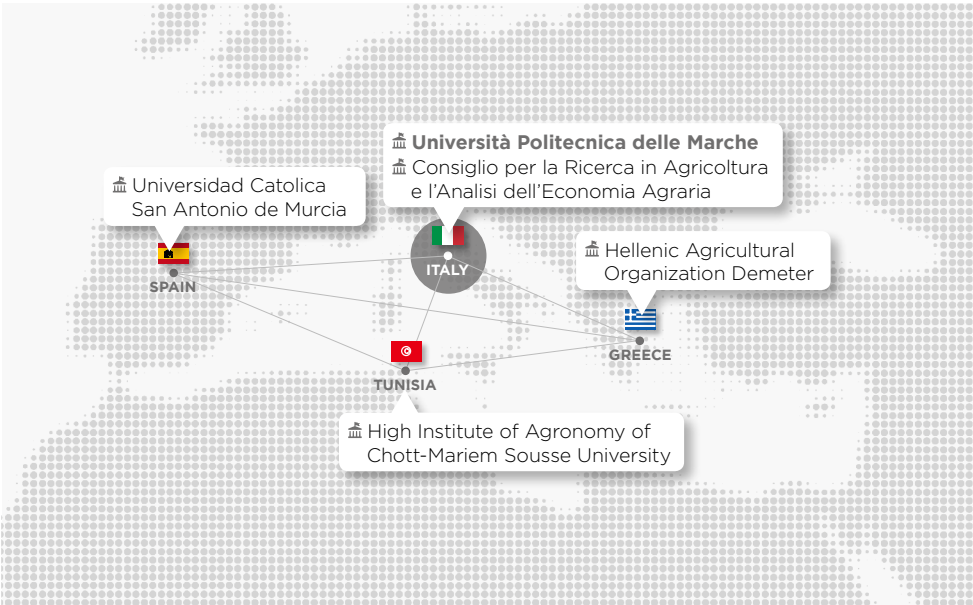 Università Politecnica delle Marche
Consiglio per la Ricerca in Agricoltura
e l'Analisi dell'Economia Agraria
Universidad Catolica
San Antonio de Murcia
Hellenic Agricultural
Organization Demeter
ITALY
SPAIN
GREECE
TUNISIA
High Institute of Agronomy of
Chott-Mariem Sousse University